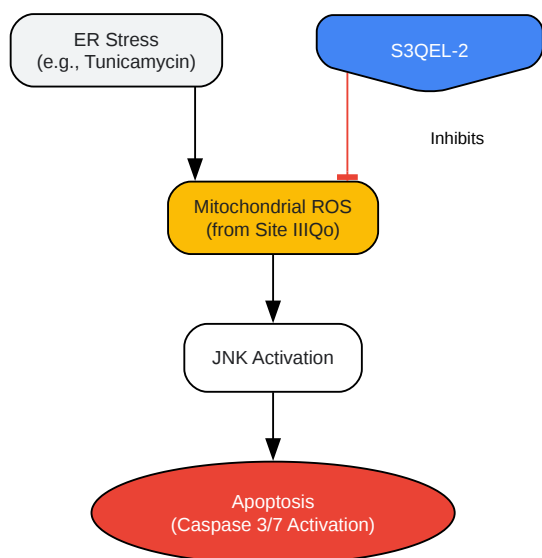 ER Stress
(e.g., Tunicamycin)
S3QEL-2
Inhibits
Mitochondrial ROS
(from Site IIIQo)
JNK Activation
Apoptosis
(Caspase 3/7 Activation)